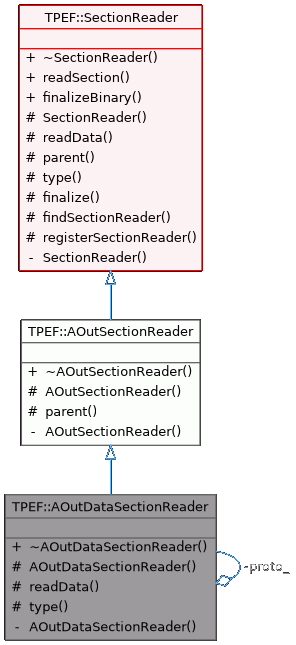 TPEF::SectionReader
+ ~SectionReader()
+ readSection()
+ finalizeBinary()
# SectionReader()
# readData()
# parent()
# type()
# finalize()
# findSectionReader()
# registerSectionReader()
- SectionReader()
TPEF::AOutSectionReader
+ ~AOutSectionReader()
# AOutSectionReader()
# parent()
- AOutSectionReader()
TPEF::AOutDataSectionReader
+ ~AOutDataSectionReader()
# AOutDataSectionReader()
# readData()
# type()
- AOutDataSectionReader()
-proto_